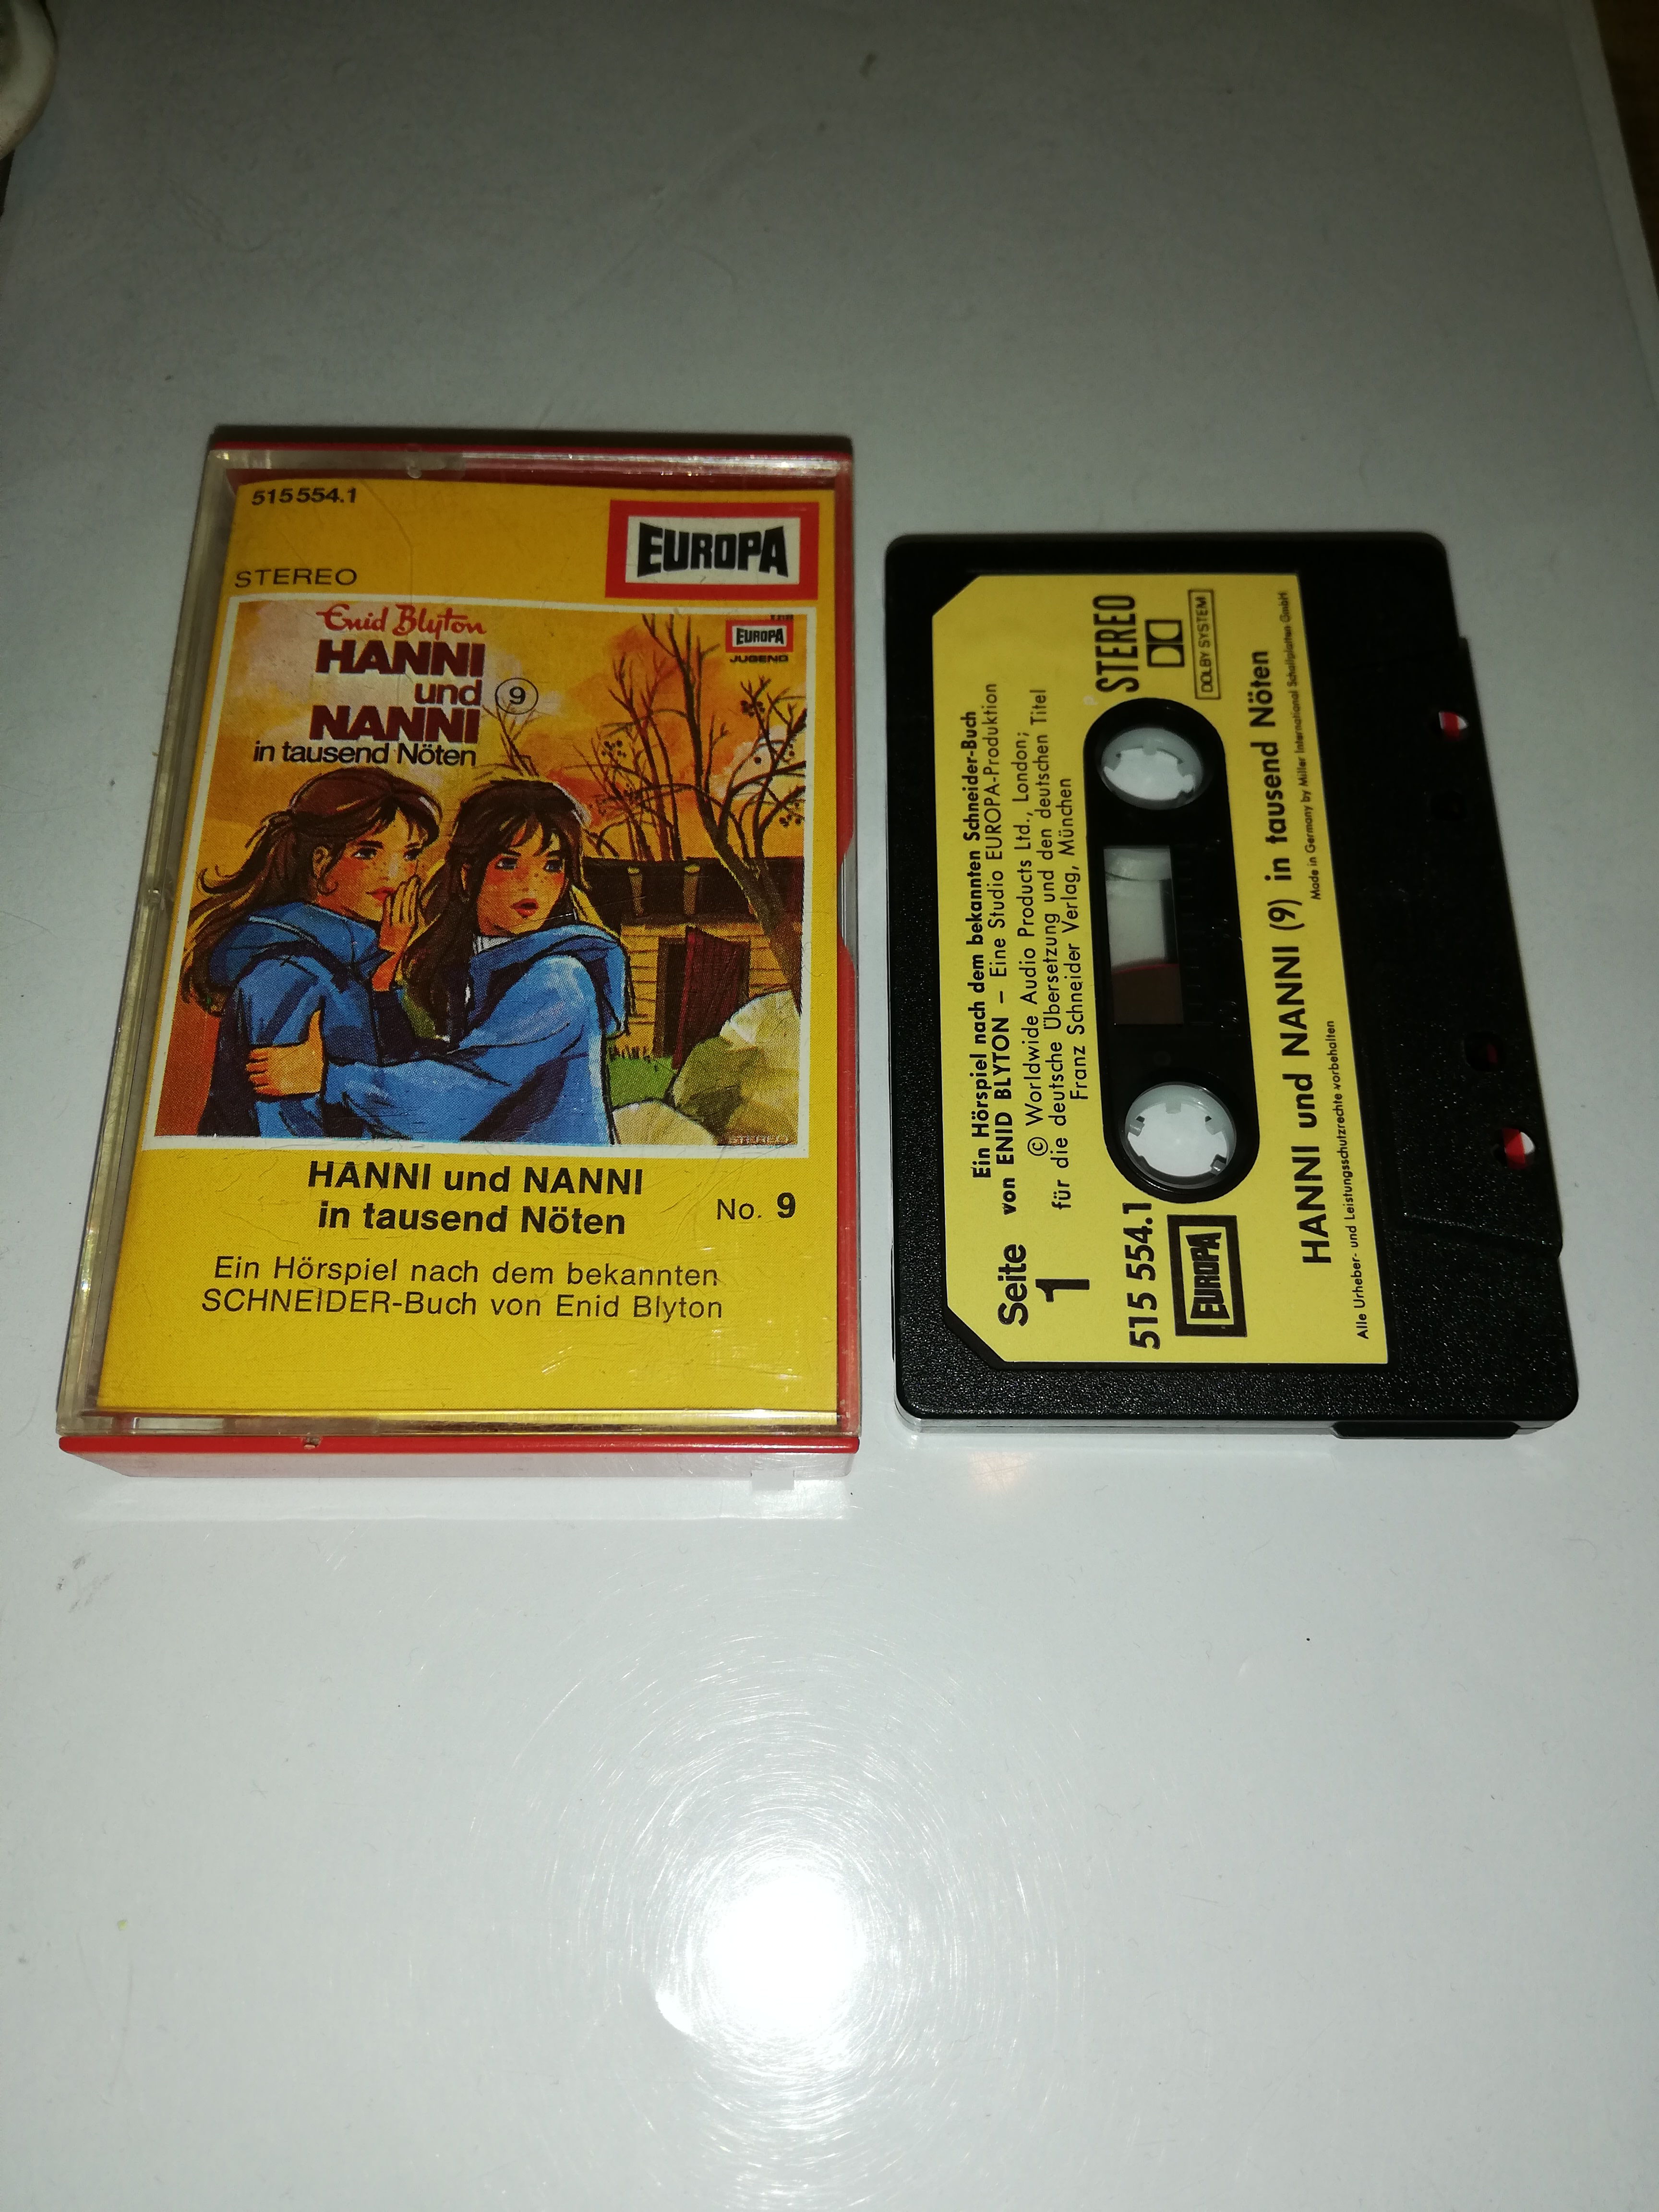 515 554.1
EUROPA
STEREO
Enid Blyton
HANNI
und
NANNI
9
in tausend Nöten
EUROPA
JUGEND
STEREO
HANNI und NANNI
in tausend Nöten
No. 9
Ein Hörspiel nach dem bekannten
SCHNEIDER-Buch von Enid Blyton
Ein Hörspiel nach dem bekannten Schneider-Buch
von ENID BLYTON – Eine Studio EUROPA-Produktion
© Worldwide Audio Products Ltd., London;
für die deutsche Übersetzung und den deutschen Titel
Franz Schneider Verlag, München
Seite
1
515 554.1
EUROPA
STEREO
DOLBY SYSTEM
HANNI und NANNI (9) in tausend Nöten
Made in Germany by Miller International Schallplatten GmbH
Alle Urheber- und Leistungsschutzrechte vorbehalten